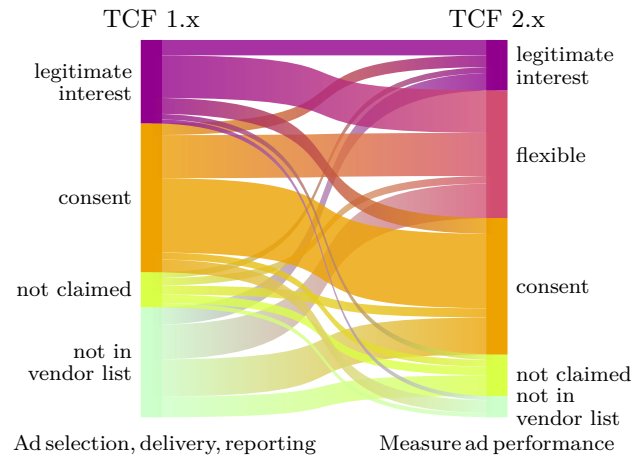 TCF 1.x
TCF 2.x
legitimate
interest
consent
not claimed
not in
vendor list
legitimate
interest
flexible
consent
not claimed
not in
vendor list
Ad selection, delivery, reporting
Measure ad performance